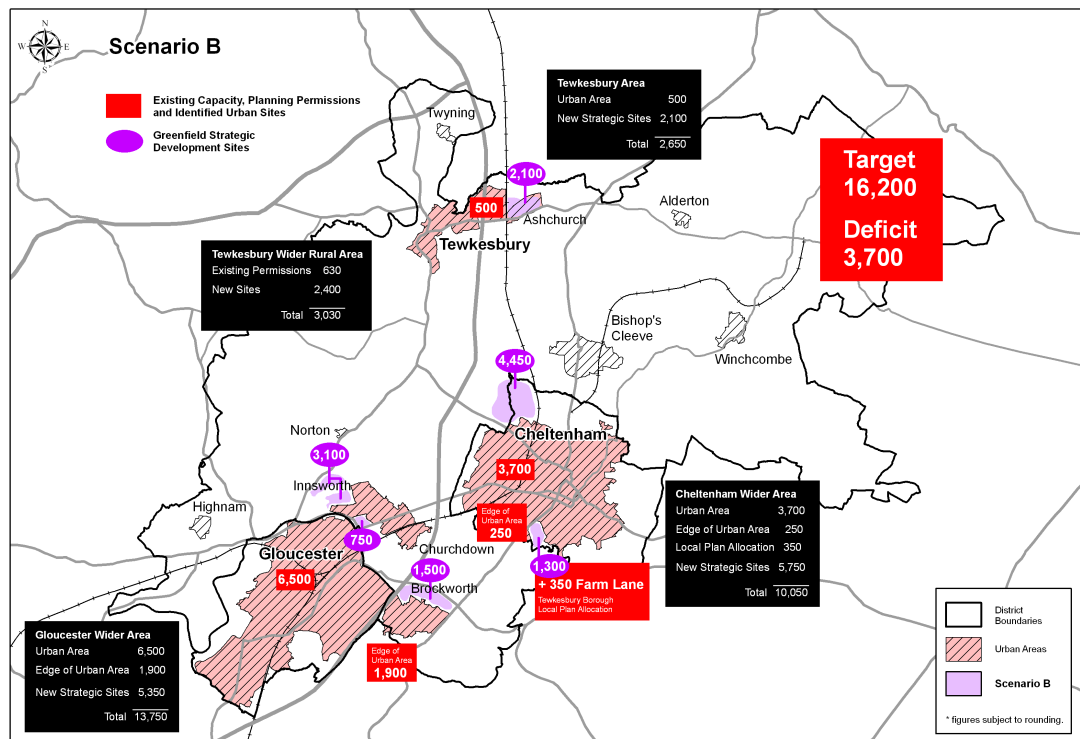 N
W E
S
Scenario B
Existing Capacity, Planning Permissions
and Identified Urban Sites
Greenfield Strategic
Development Sites
Twyning
Tewkesbury Area
Urban Area 500
New Strategic Sites 2,100
Total 2,650
Target
16,200
Deficit
3,700
2,100
500
Ashchurch
Alderton
Tewkesbury
Tewkesbury Wider Rural Area
Existing Permissions 630
New Sites 2,400
Total 3,030
Bishop's
Cleeve
Winchcombe
4,450
Cheltenham
Norton
3,100
3,700
Innsworth
Highnam
Edge of
Urban Area
250
Cheltenham Wider Area
Urban Area 3,700
Edge of Urban Area 250
Local Plan Allocation 350
New Strategic Sites 5,750
Total 10,050
750
Churchdown
Gloucester
6,500
1,500
Brockworth
1,300
+ 350 Farm Lane
Tewkesbury Borough
Local Plan Allocation
Gloucester Wider Area
Urban Area 6,500
Edge of Urban Area 1,900
New Strategic Sites 5,350
Total 13,750
Edge of
Urban Area
1,900
District
Boundaries
Urban Areas
Scenario B
* figures subject to rounding.